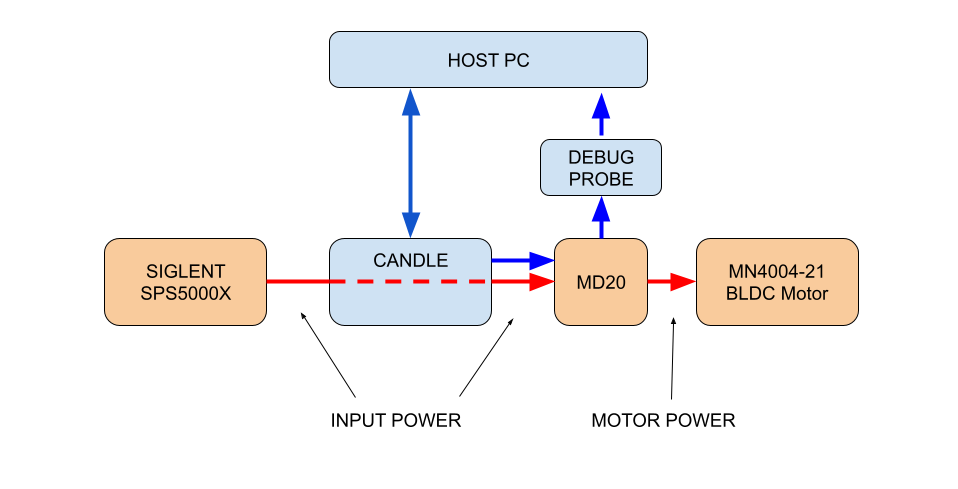 HOST PC
DEBUG
PROBE
SIGLENT
SPS5000X
CANDLE
MD20
MN4004-21
BLDC Motor
INPUT POWER
MOTOR POWER